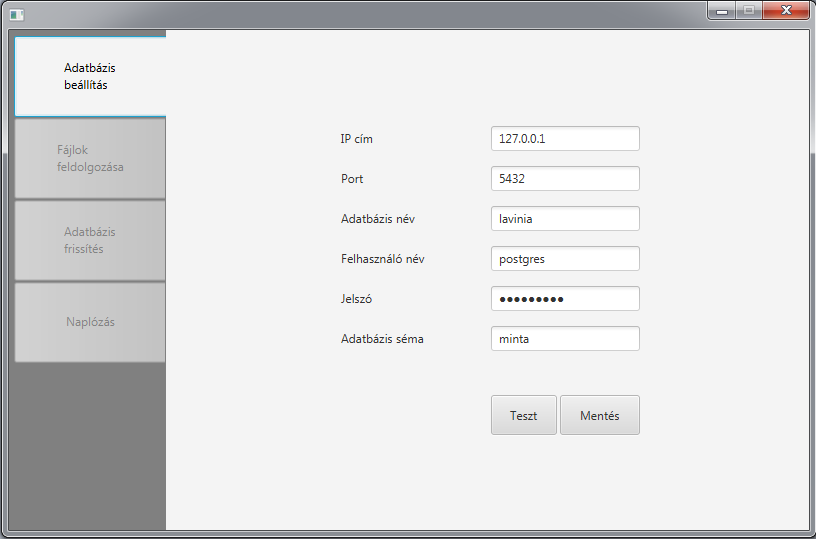 Adatbázis
beállítás
Fájlok
feldolgozása
Adatbázis
frissítés
Naplózás
IP cím 127.0.0.1
Port 5432
Adatbázis név lavinia
Felhasználó név postgres
Jelszó ●●●●●●●●●
Adatbázis séma minta
Teszt Mentés